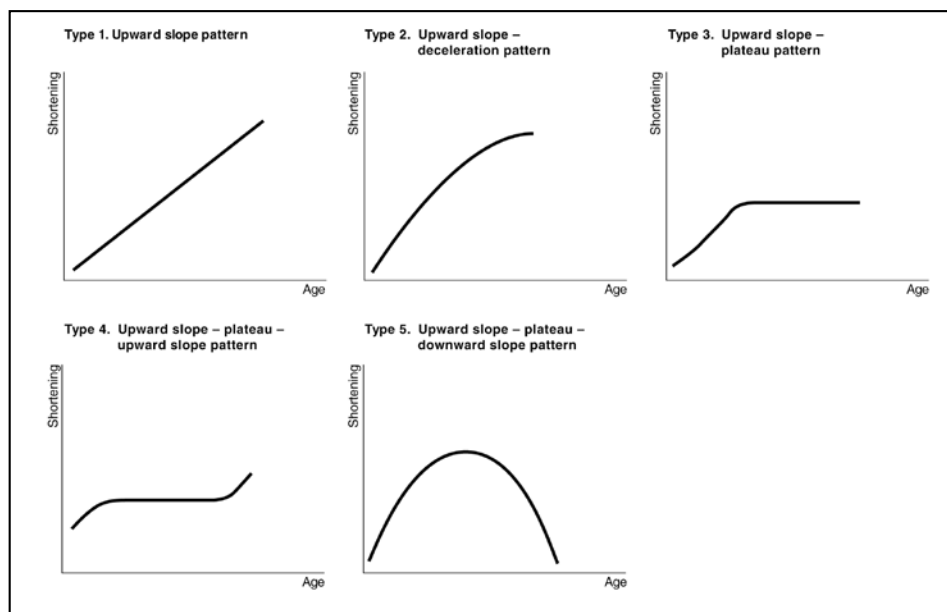 Type 1. Upward slope pattern
Shortening
Age
Type 2. Upward slope –
deceleration pattern
Shortening
Age
Type 3. Upward slope –
plateau pattern
Shortening
Age
Type 4. Upward slope – plateau –
upward slope pattern
Shortening
Age
Type 5. Upward slope – plateau –
downward slope pattern
Shortening
Age